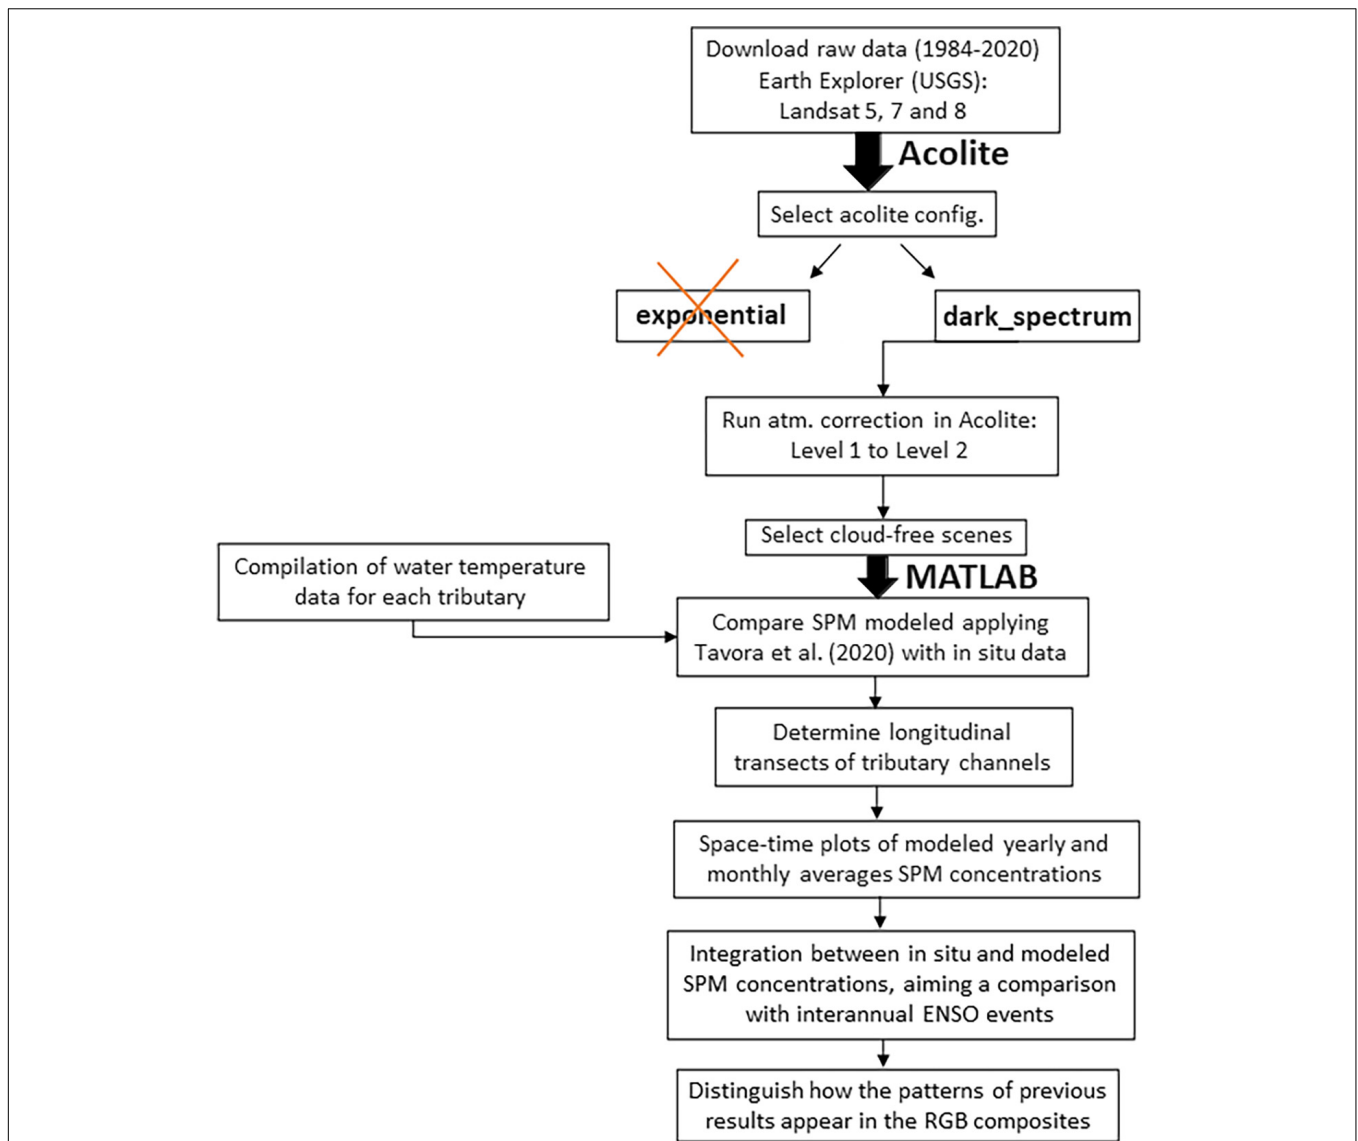 Download raw data (1984-2020)
Earth Explorer (USGS):
Landsat 5, 7 and 8
Acolite
Select acolite config.
exponential
dark_spectrum
Run atm. correction in Acolite:
Level 1 to Level 2
Select cloud-free scenes
MATLAB
Compilation of water temperature
data for each tributary
Compare SPM modeled applying
Tavora et al. (2020) with in situ data
Determine longitudinal
transects of tributary channels
Space-time plots of modeled yearly and
monthly averages SPM concentrations
Integration between in situ and modeled
SPM concentrations, aiming a comparison
with interannual ENSO events
Distinguish how the patterns of previous
results appear in the RGB composites